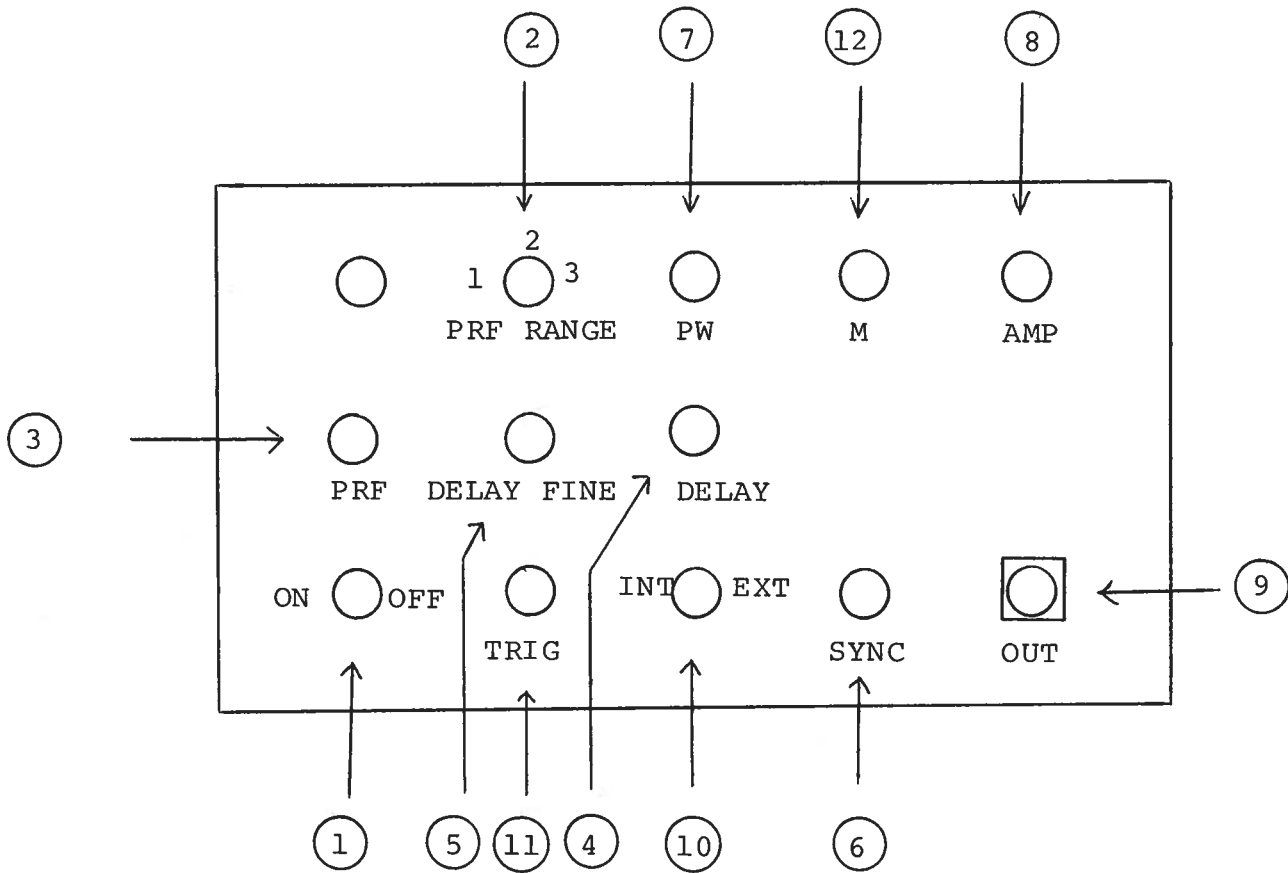 2 7 12 8
2
1 3
PRF RANGE PW M AMP
3
PRF DELAY FINE DELAY
ON OFF INT EXT
9
TRIG SYNC OUT
1 5 11 4 10 6